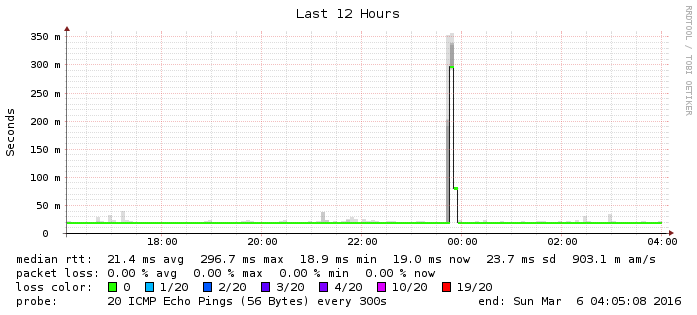 Last 12 Hours
RRDTOOL / TOBI OETIKER
Seconds
350 m
300 m
250 m
200 m
150 m
100 m
50 m
0
18:00 20:00 22:00 00:00 02:00 04:00
median rtt: 21.4 ms avg 296.7 ms max 18.9 ms min 19.0 ms now 23.7 ms sd 903.1 m am/s
packet loss: 0.00 % avg 0.00 % max 0.00 % min 0.00 % now
loss color: 0 1/20 2/20 3/20 4/20 10/20 19/20
probe: 20 ICMP Echo Pings (56 Bytes) every 300s end: Sun Mar 6 04:05:08 2016